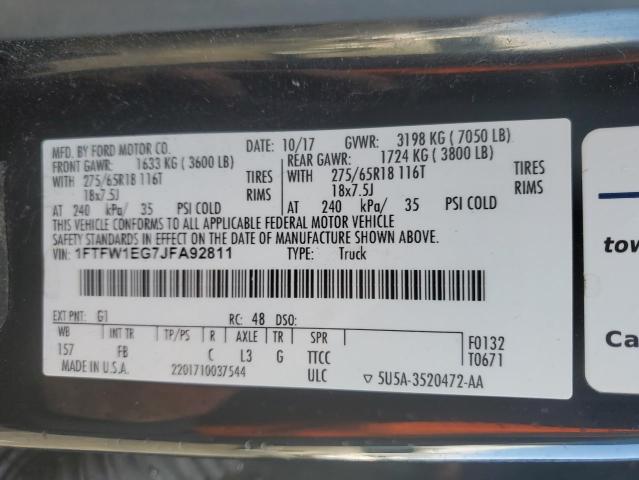 MFD. BY FORD MOTOR CO. DATE: 10/17 GVWR: 3198 KG ( 7050 LB)
FRONT GAWR: 1633 KG ( 3600 LB) REAR GAWR: 1724 KG ( 3800 LB)
WITH 275/65R18 116T TIRES WITH 275/65R18 116T TIRES
18x7.5J RIMS 18x7.5J RIMS
AT 240 kPa/ 35 PSI COLD AT 240 kPa/ 35 PSI COLD
THIS VEHICLE CONFORMS TO ALL APPLICABLE FEDERAL MOTOR VEHICLE
SAFETY STANDARDS IN EFFECT ON THE DATE OF MANUFACTURE SHOWN ABOVE.
VIN: 1FTFW1EG7JFA92811 TYPE: Truck
EXT PNT: G1 RC: 48 DSO:
WB INT TR TP/PS R AXLE TR SPR F0132
157 FB C L3 G TTCC T0671
MADE IN U.S.A. 2201710037544 ULC ▽ 5U5A-3520472-AA
tow
Ca